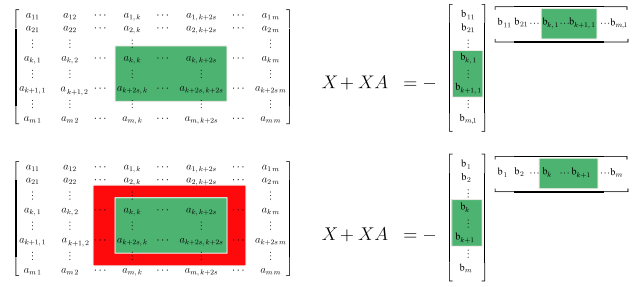 a11 a12 ⋯ a1,k ⋯ a1,k+2s ⋯ a1m
a21 a22 ⋯ a2,k ⋯ a2,k+2s ⋯ a2m
⋮ ⋮ ⋮
ak,1 ak,2 ⋯ ak,k ⋯ ak,k+2s ⋯ akm
⋮ ⋮ ⋮
ak+1,1 ak+1,2 ⋯ ak+2s,k ⋯ ak+2s,k+2s ⋯ ak+2sm
⋮ ⋮ ⋮
am1 am2 ⋯ am,k ⋯ am,k+2s ⋯ amm
X + XA = −
b11
b21
⋮
bk,1
⋮
bk+1,1
⋮
bm,1
b11 b21 ⋯ bk,1 ⋯ bk+1,1 ⋯ bm,1
a11 a12 ⋯ a1,k ⋯ a1,k+2s ⋯ a1m
a21 a22 ⋯ a2,k ⋯ a2,k+2s ⋯ a2m
⋮ ⋮ ⋮
ak,1 ak,2 ⋯ ak,k ⋯ ak,k+2s ⋯ akm
⋮ ⋮ ⋮
ak+1,1 ak+1,2 ⋯ ak+2s,k ⋯ ak+2s,k+2s ⋯ ak+2sm
⋮ ⋮ ⋮
am1 am2 ⋯ am,k ⋯ am,k+2s ⋯ amm
X + XA = −
b1
b2
⋮
bk
⋮
bk+1
⋮
bm
b1 b2 ⋯ bk ⋯ bk+1 ⋯ bm